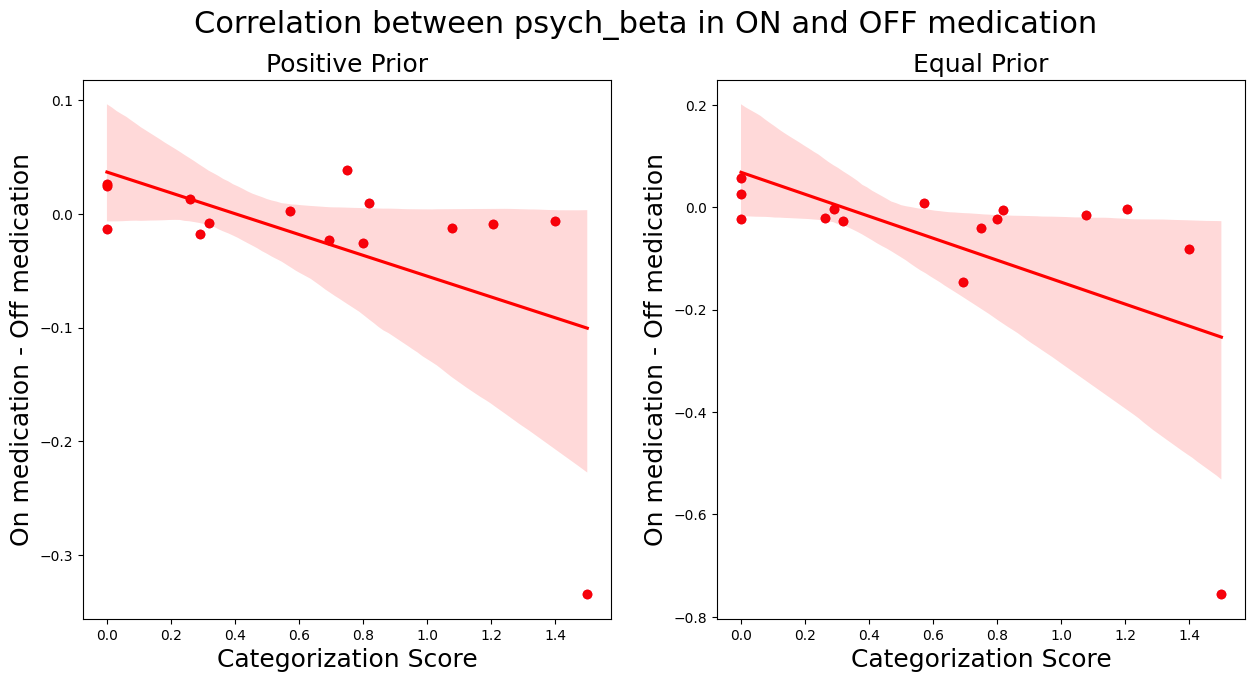 Correlation between psych_beta in ON and OFF medication
Positive Prior
On medication - Off medication
0.1
0.0
−0.1
−0.2
−0.3
0.0 0.2 0.4 0.6 0.8 1.0 1.2 1.4
Categorization Score
Equal Prior
On medication - Off medication
0.2
0.0
−0.2
−0.4
−0.6
−0.8
0.0 0.2 0.4 0.6 0.8 1.0 1.2 1.4
Categorization Score